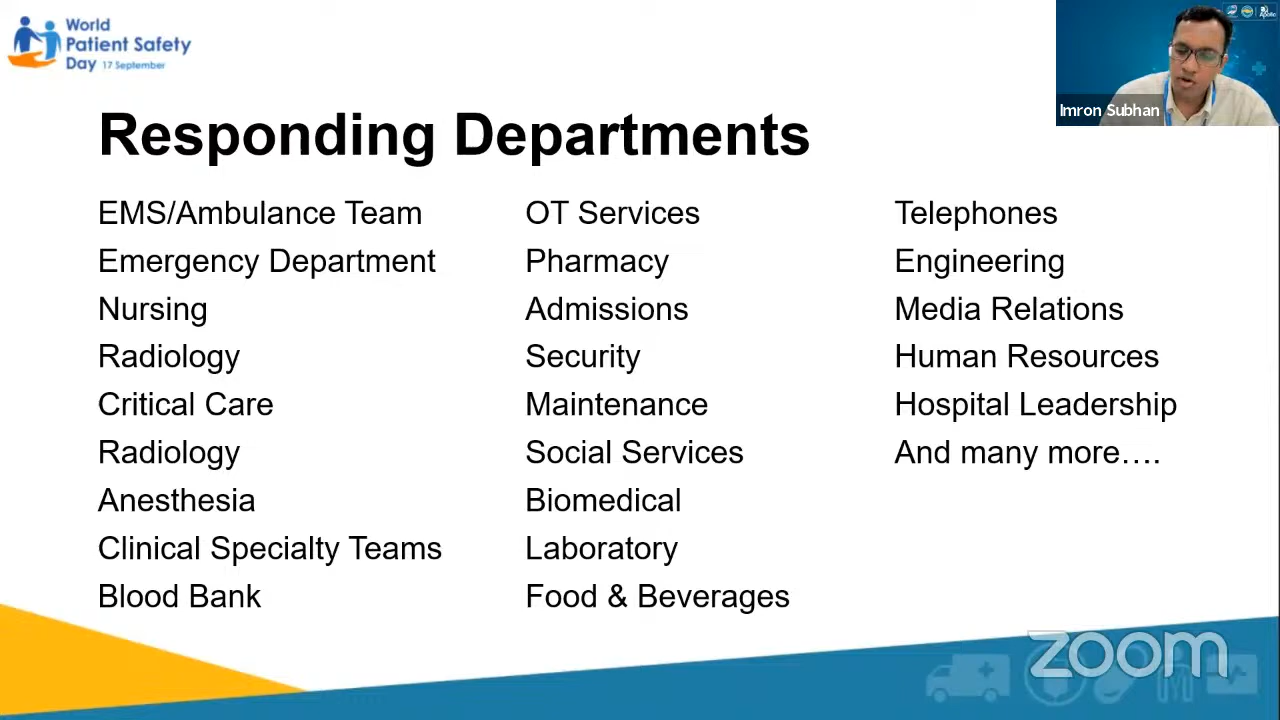 World
Patient Safety
Day 17 September
Imron Subhan
Responding Departments
EMS/Ambulance Team
Emergency Department
Nursing
Radiology
Critical Care
Radiology
Anesthesia
Clinical Specialty Teams
Blood Bank
OT Services
Pharmacy
Admissions
Security
Maintenance
Social Services
Biomedical
Laboratory
Food & Beverages
Telephones
Engineering
Media Relations
Human Resources
Hospital Leadership
And many more….
zoom